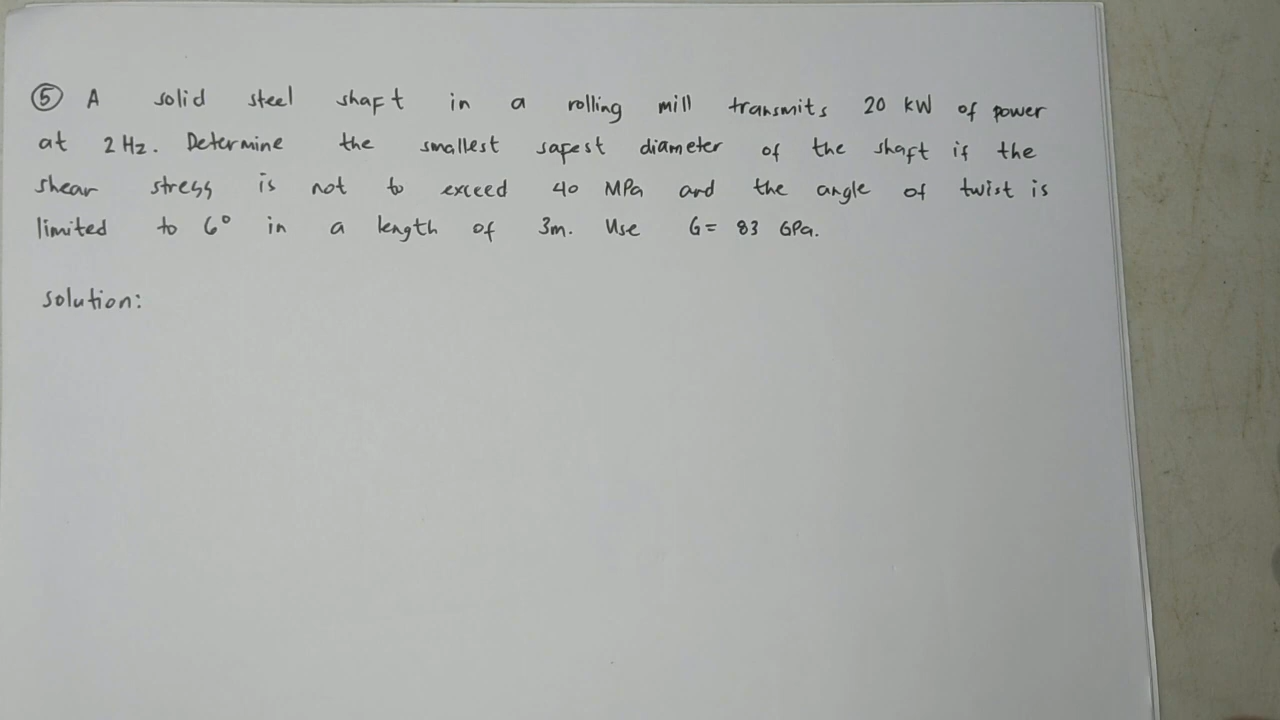 ⑤ A solid steel shaft in a rolling mill transmits 20 kW of power
at 2 Hz. Determine the smallest safest diameter of the shaft if the
shear stress is not to exceed 40 MPa and the angle of twist is
limited to 6° in a length of 3m. Use G = 83 GPa.
solution: